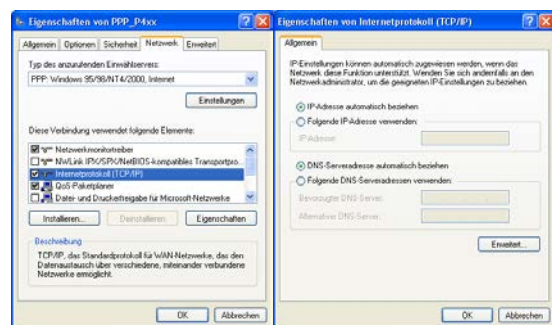 Eigenschaften von PPP_P4xx
Allgemein Optionen Sicherheit Netzwerk Erweitert
Typ des anzurufenden Einwählservers:
PPP: Windows 95/98/NT4/2000, Internet
Einstellungen
Diese Verbindung verwendet folgende Elemente:
Netzwerkmonitortreiber
NWLink IPX/SPX/NetBIOS-kompatibles Transportpro...
Internetprotokoll (TCP/IP)
QoS-Paketplaner
Datei- und Druckerfreigabe für Microsoft-Netzwerke
Installieren... Deinstallieren Eigenschaften
Beschreibung
TCP/IP, das Standardprotokoll für WAN-Netzwerke, das den
Datenaustausch über verschiedene, miteinander verbundene
Netzwerke ermöglicht.
OK Abbrechen
Eigenschaften von Internetprotokoll (TCP/IP)
Allgemein
IP-Einstellungen können automatisch zugewiesen werden, wenn das
Netzwerk diese Funktion unterstützt. Wenden Sie sich andernfalls an den
Netzwerkadministrator, um die geeigneten IP-Einstellungen zu beziehen.
IP-Adresse automatisch beziehen
Folgende IP-Adresse verwenden:
IP-Adresse:
DNS-Serveradresse automatisch beziehen
Folgende DNS-Serveradressen verwenden:
Bevorzugter DNS-Server:
Alternativer DNS-Server:
Erweitert...
OK Abbrechen